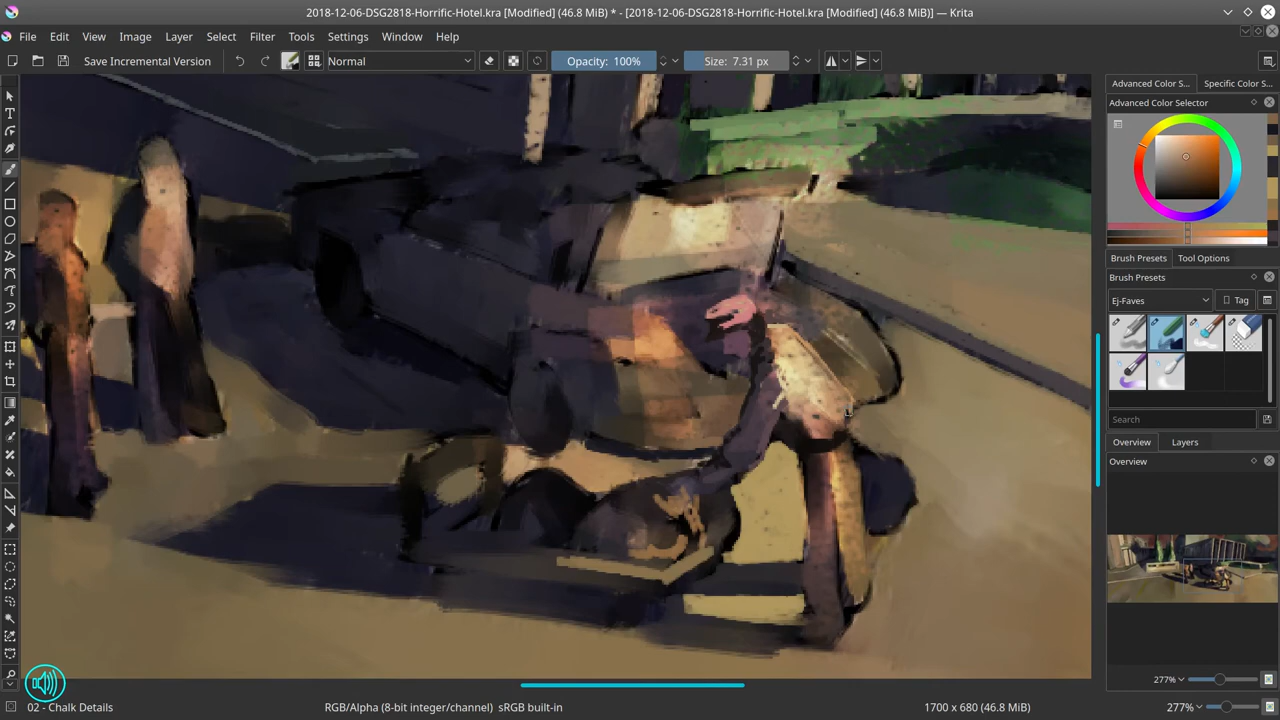 2018-12-06-DSG2818-Horrific-Hotel.kra [Modified] (46.8 MiB) * - [2018-12-06-DSG2818-Horrific-Hotel.kra [Modified] (46.8 MiB)] — Krita
File Edit View Image Layer Select Filter Tools Settings Window Help
Save Incremental Version Normal Opacity: 100% Size: 7.31 px
Advanced Color S... Specific Color S...
Advanced Color Selector
Brush Presets Tool Options
Brush Presets
Ej-Faves Tag
Search
Overview Layers
Overview
277%
02 - Chalk Details RGB/Alpha (8-bit integer/channel) sRGB built-in 1700 x 680 (46.8 MiB) 277%